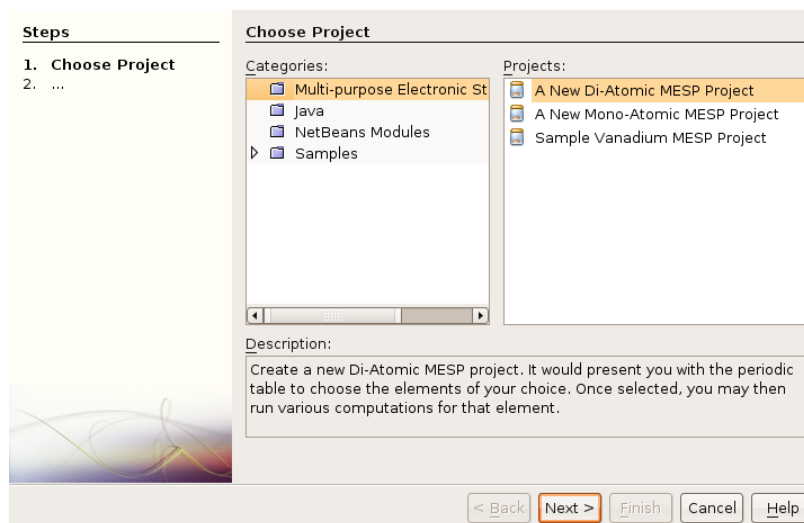 Steps
1. Choose Project
2. ...
Choose Project
Categories:
Multi-purpose Electronic St
Java
NetBeans Modules
Samples
Projects:
A New Di-Atomic MESP Project
A New Mono-Atomic MESP Project
Sample Vanadium MESP Project
Description:
Create a new Di-Atomic MESP project. It would present you with the periodic
table to choose the elements of your choice. Once selected, you may then
run various computations for that element.
< Back Next > Finish Cancel Help